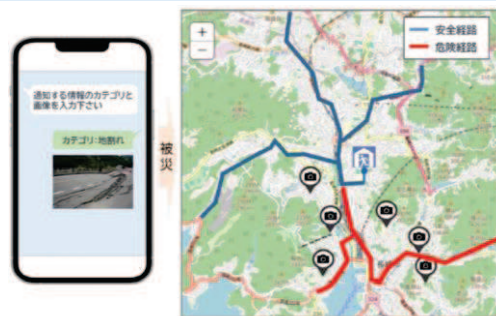 通知する情報のカテゴリと
画像を入力下さい
カテゴリ：地割れ
被災
+
−
安全経路
危険経路